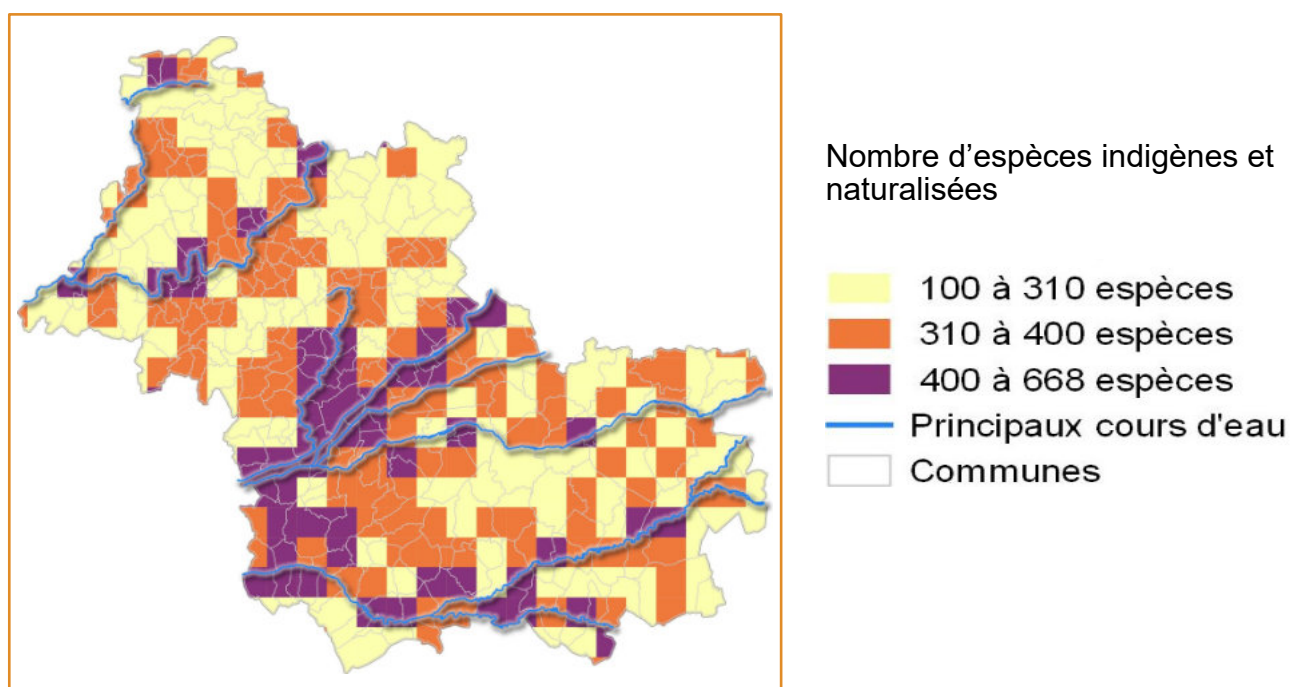 Nombre d'espèces indigènes et
naturalisées
100 à 310 espèces
310 à 400 espèces
400 à 668 espèces
Principaux cours d'eau
Communes